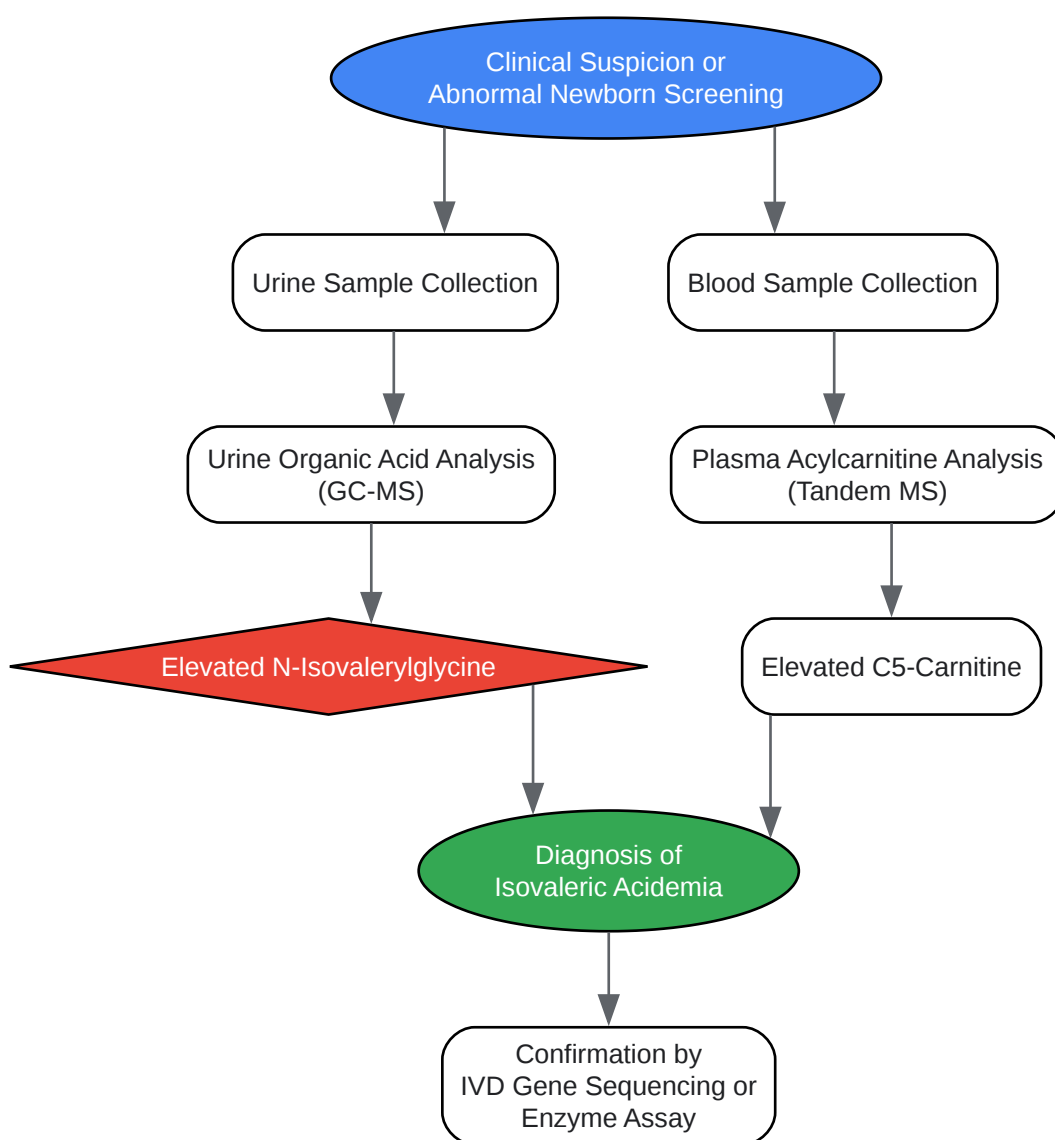 Clinical Suspicion or
Abnormal Newborn Screening
Urine Sample Collection
Blood Sample Collection
Urine Organic Acid Analysis
(GC-MS)
Plasma Acylcarnitine Analysis
(Tandem MS)
Elevated N-Isovalerylglycine
Elevated C5-Carnitine
Diagnosis of
Isovaleric Acidemia
Confirmation by
IVD Gene Sequencing or
Enzyme Assay